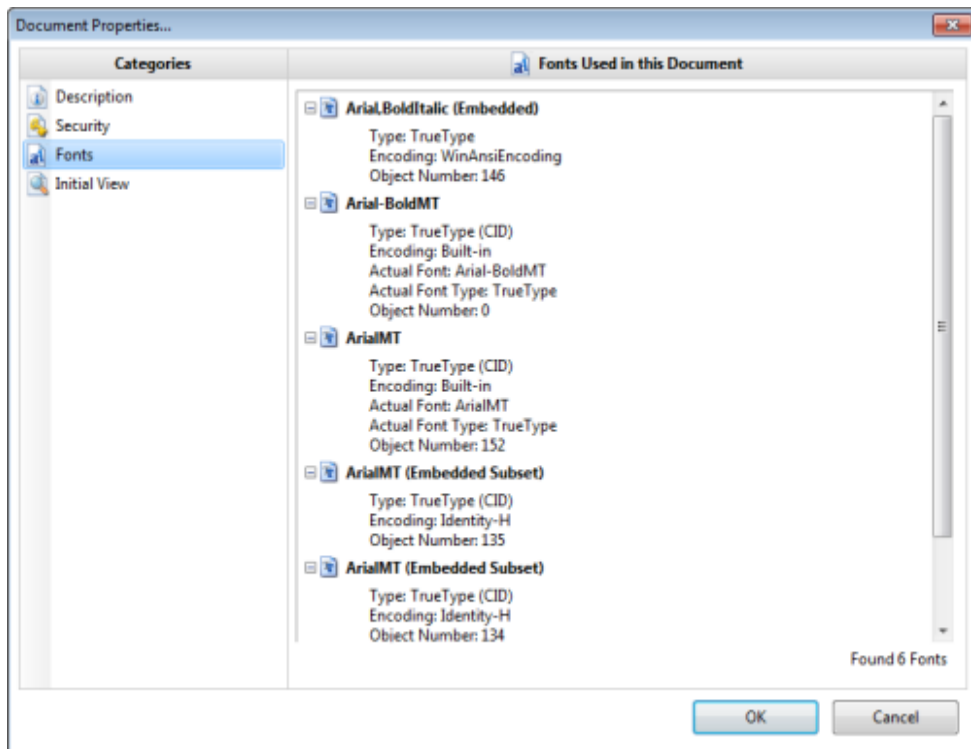 Document Properties...
Categories
Fonts Used in this Document
Description
Security
Fonts
Initial View
Arial,BoldItalic (Embedded)
Type: TrueType
Encoding: WinAnsiEncoding
Object Number: 146
Arial-BoldMT
Type: TrueType (CID)
Encoding: Built-in
Actual Font: Arial-BoldMT
Actual Font Type: TrueType
Object Number: 0
ArialMT
Type: TrueType (CID)
Encoding: Built-in
Actual Font: ArialMT
Actual Font Type: TrueType
Object Number: 152
ArialMT (Embedded Subset)
Type: TrueType (CID)
Encoding: Identity-H
Object Number: 135
ArialMT (Embedded Subset)
Type: TrueType (CID)
Encoding: Identity-H
Object Number: 134
Found 6 Fonts
OK
Cancel